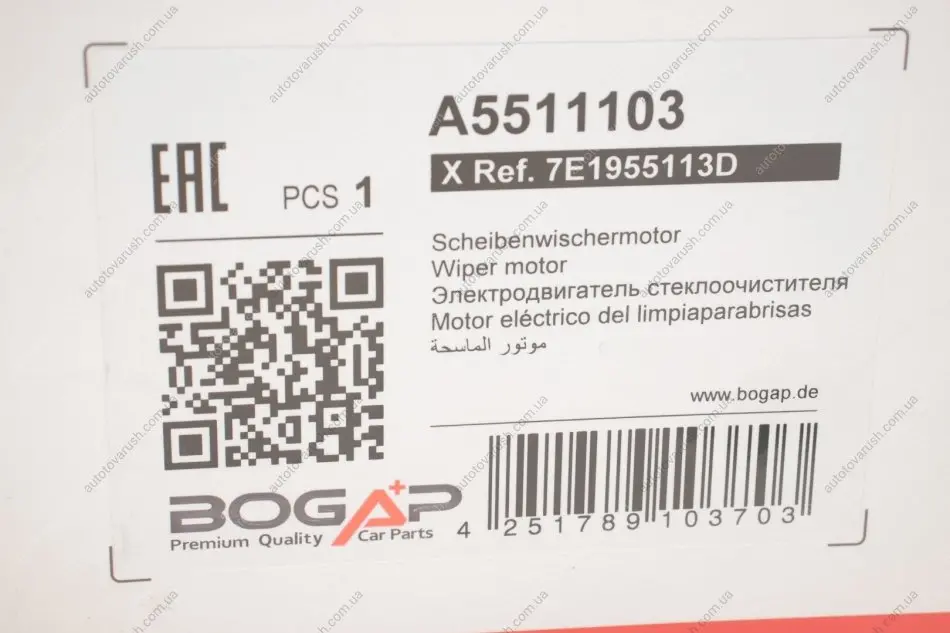 EAC
PCS 1
A5511103
X Ref. 7E1955113D
Scheibenwischermotor
Wiper motor
Электродвигатель стеклоочистителя
Motor eléctrico del limpiaparabrisas
موتور الماسحة
www.bogap.de
BOGAP
Premium Quality Car Parts
4 251789 103703
autotovarush.com.ua